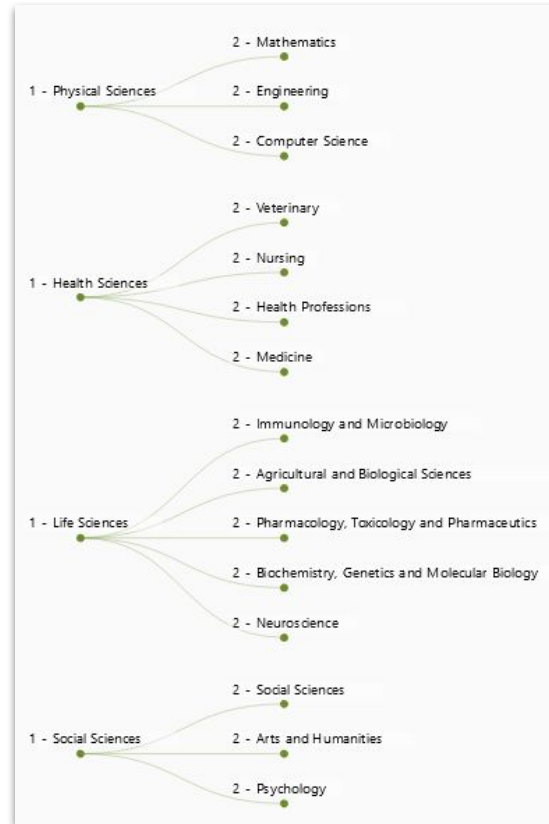 2 - Mathematics
1 - Physical Sciences
2 - Engineering
2 - Computer Science
2 - Veterinary
2 - Nursing
1 - Health Sciences
2 - Health Professions
2 - Medicine
2 - Immunology and Microbiology
2 - Agricultural and Biological Sciences
1 - Life Sciences
2 - Pharmacology, Toxicology and Pharmaceutics
2 - Biochemistry, Genetics and Molecular Biology
2 - Neuroscience
2 - Social Sciences
1 - Social Sciences
2 - Arts and Humanities
2 - Psychology